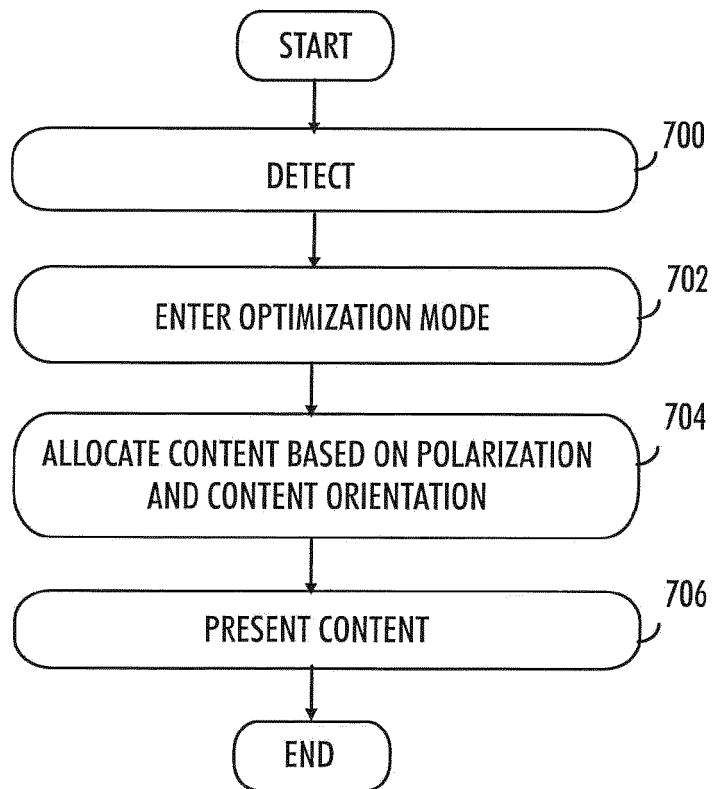 START
700
DETECT
702
ENTER OPTIMIZATION MODE
704
ALLOCATE CONTENT BASED ON POLARIZATION
AND CONTENT ORIENTATION
706
PRESENT CONTENT
END